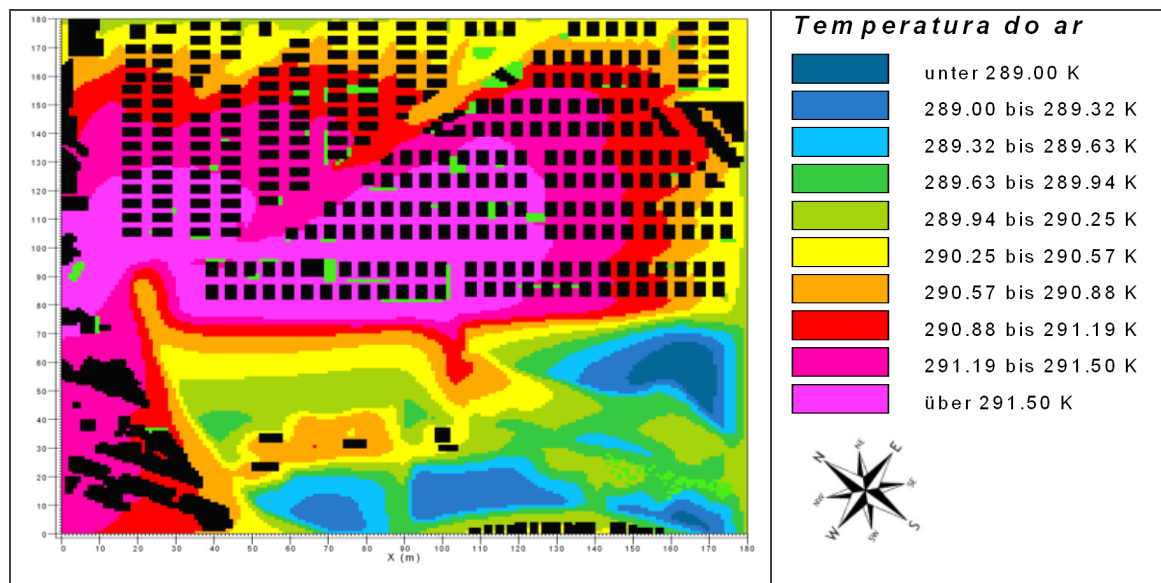 Temperatura do ar
unter 289.00 K
289.00 bis 289.32 K
289.32 bis 289.63 K
289.63 bis 289.94 K
289.94 bis 290.25 K
290.25 bis 290.57 K
290.57 bis 290.88 K
290.88 bis 291.19 K
291.19 bis 291.50 K
über 291.50 K
180
170
160
150
140
130
120
110
100
90
80
70
60
50
40
30
20
10
0
0 10 20 30 40 50 60 70 80 90 100 110 120 130 140 150 160 170 180
X (m)
N
NE
E
SE
S
SW
W
NW